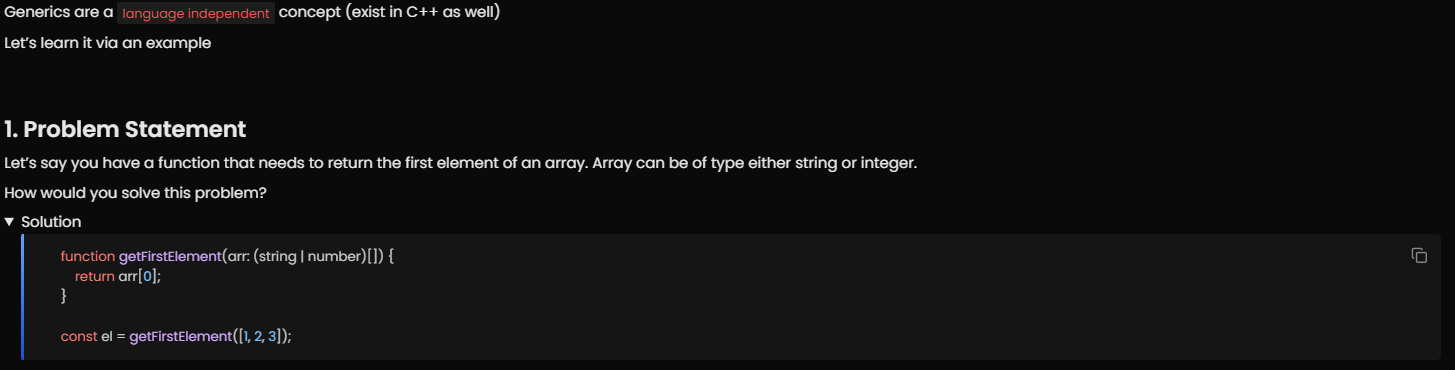 Generics are a language independent concept (exist in C++ as well)
Let's learn it via an example
1. Problem Statement
Let's say you have a function that needs to return the first element of an array. Array can be of type either string or integer.
How would you solve this problem?
▼ Solution
function getFirstElement(arr: (string | number)[]) {
    return arr[0];
}
const el = getFirstElement([1, 2, 3]);